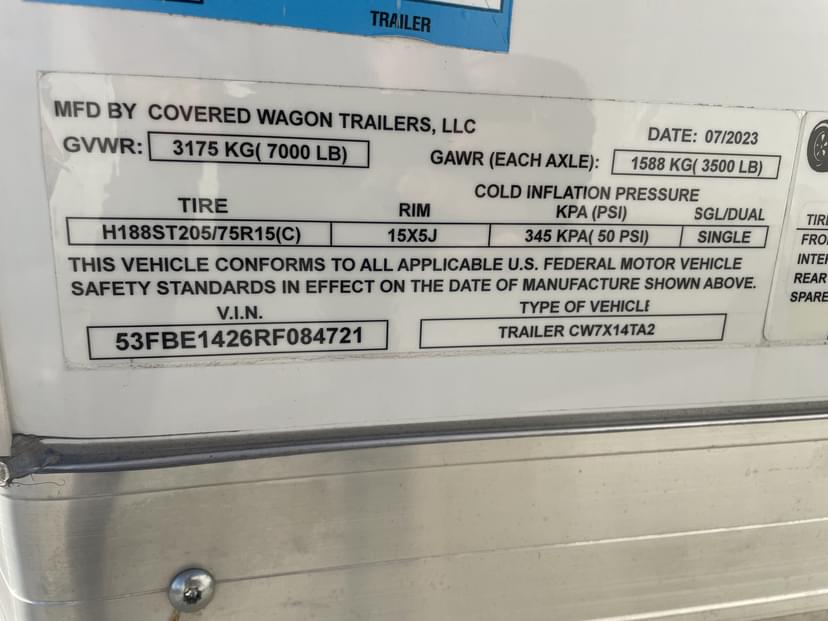 TRAILER
MFD BY COVERED WAGON TRAILERS, LLC
DATE: 07/2023
GVWR: 3175 KG( 7000 LB)
GAWR (EACH AXLE): 1588 KG( 3500 LB)
COLD INFLATION PRESSURE
TIRE RIM KPA (PSI) SGL/DUAL
H188ST205/75R15(C) 15X5J 345 KPA( 50 PSI) SINGLE
THIS VEHICLE CONFORMS TO ALL APPLICABLE U.S. FEDERAL MOTOR VEHICLE
SAFETY STANDARDS IN EFFECT ON THE DATE OF MANUFACTURE SHOWN ABOVE.
V.I.N. TYPE OF VEHICLE
53FBE1426RF084721 TRAILER CW7X14TA2
REAR
SPARE